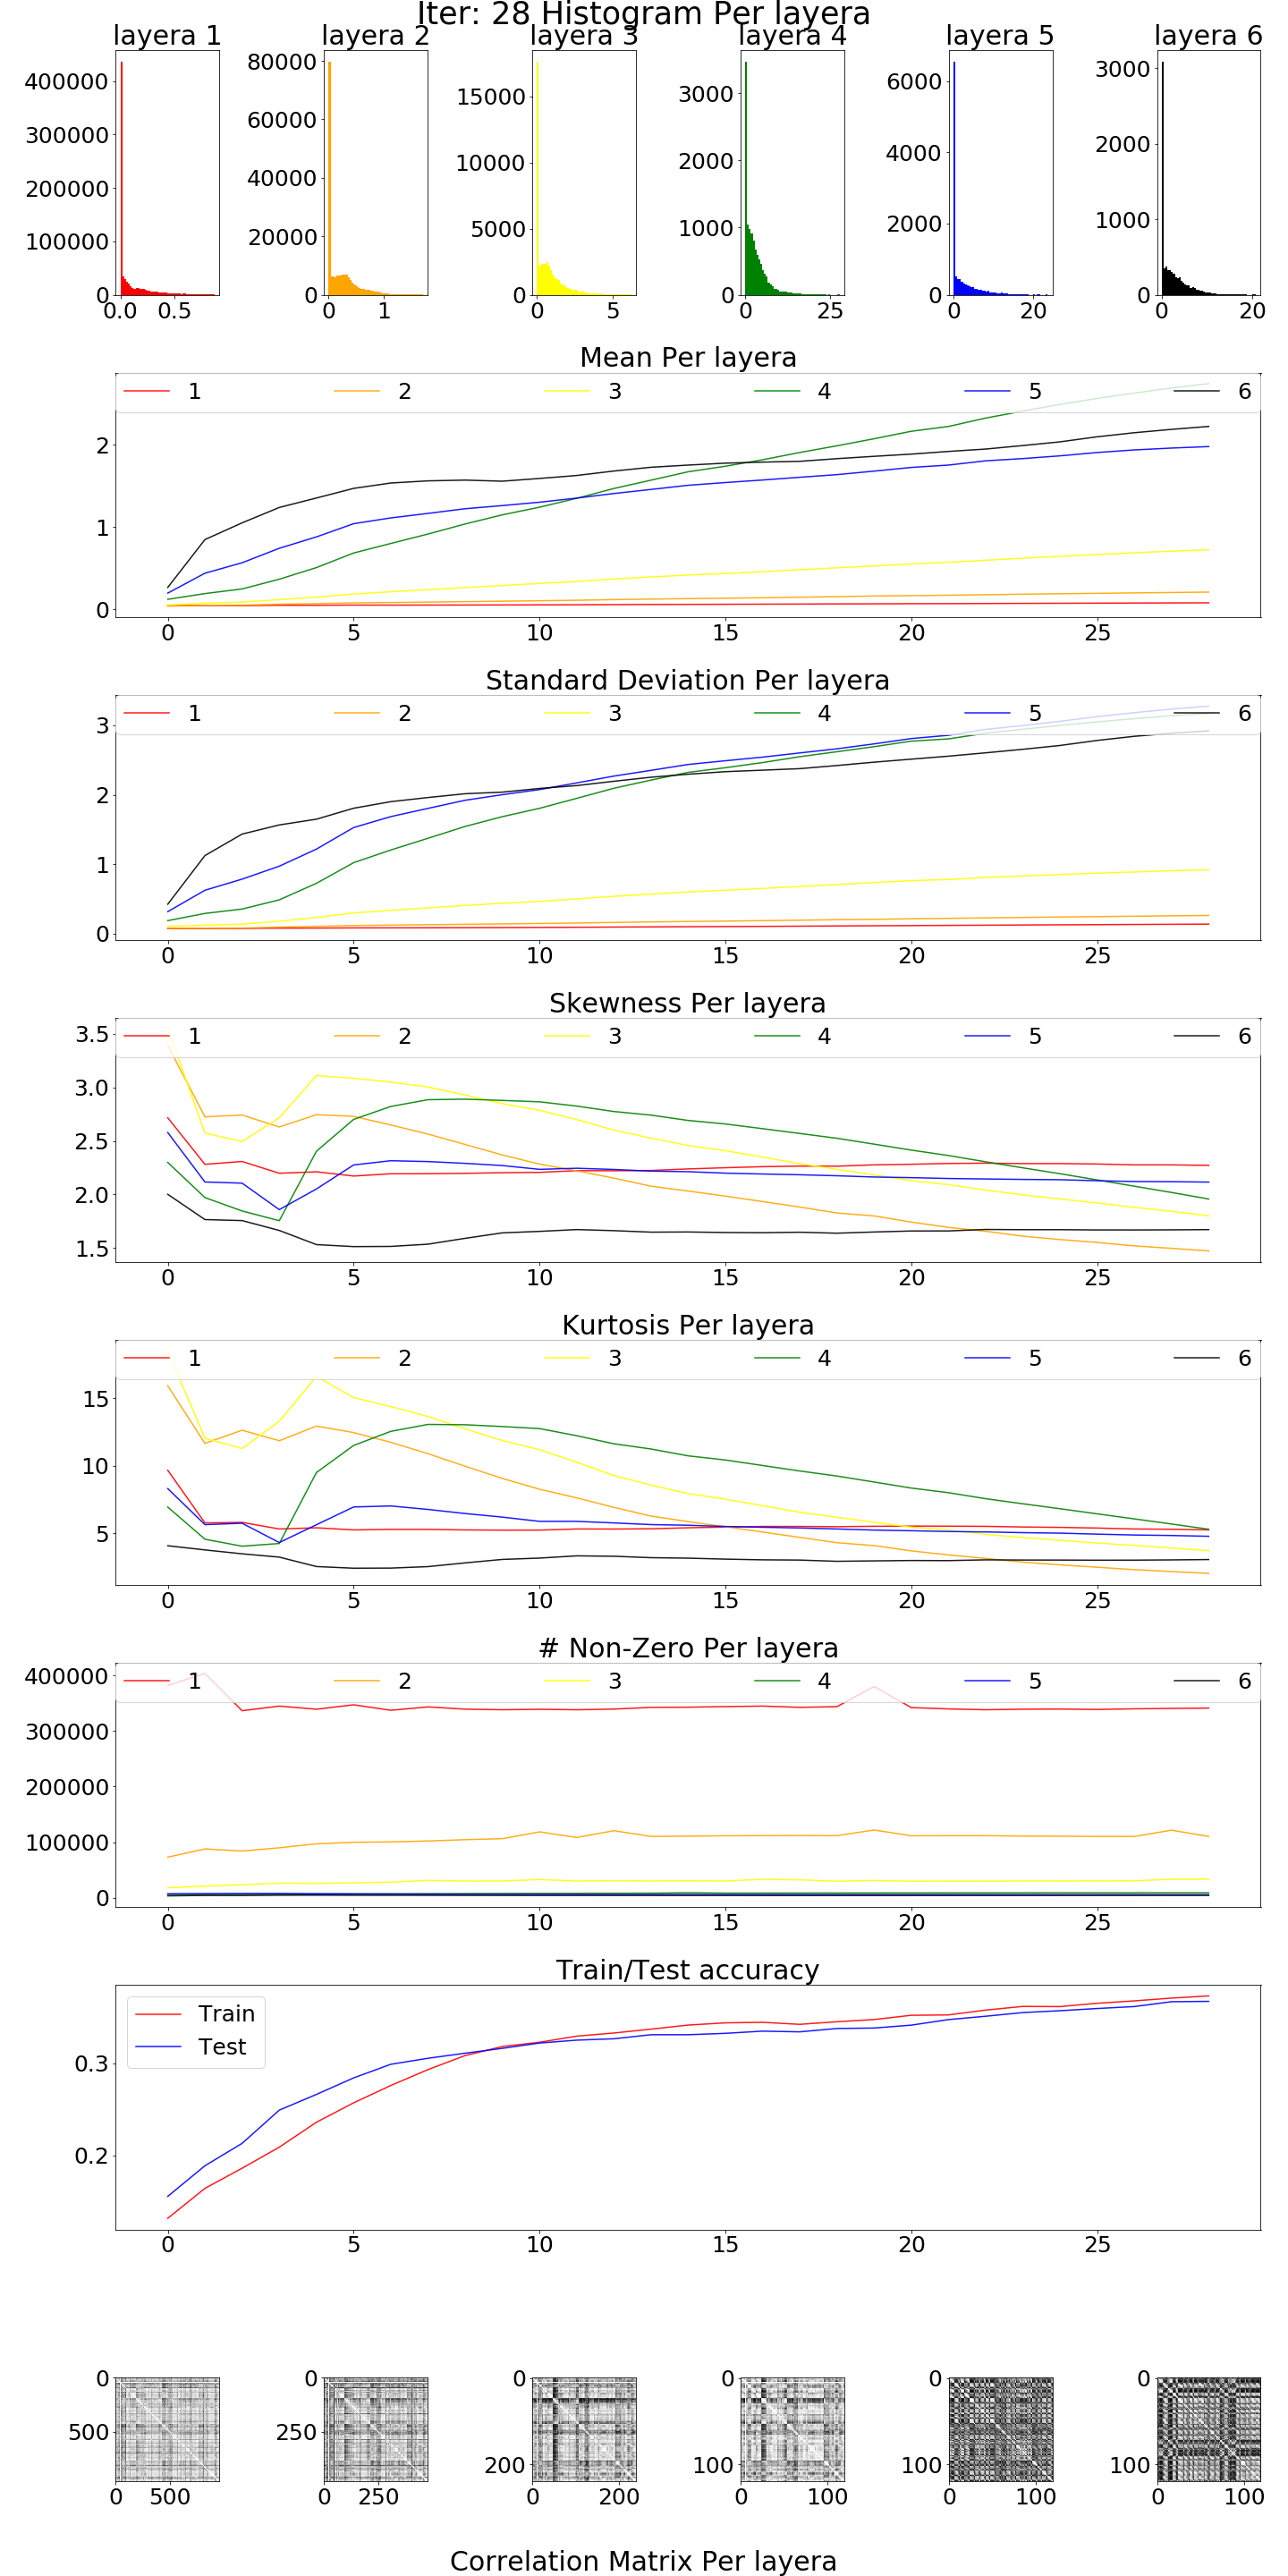 Iter: 28 Histogram Per layera
layera 1 layera 2 layera 3 layera 4 layera 5 layera 6
400000 300000 200000 100000 0
0.0 0.5
80000 60000 40000 20000 0
0 1
15000 10000 5000 0
0 5
3000 2000 1000 0
0 25
6000 4000 2000 0
0 20
3000 2000 1000 0
0 20
Mean Per layera
1 2 3 4 5 6
2
1
0
0 5 10 15 20 25
Standard Deviation Per layera
1 2 3 4 5 6
3
2
1
0
0 5 10 15 20 25
Skewness Per layera
1 2 3 4 5 6
3.5
3.0
2.5
2.0
1.5
0 5 10 15 20 25
Kurtosis Per layera
1 2 3 4 5 6
15
10
5
0 5 10 15 20 25
# Non-Zero Per layera
1 2 3 4 5 6
400000
300000
200000
100000
0
0 5 10 15 20 25
Train/Test accuracy
Train
Test
0.3
0.2
0 5 10 15 20 25
0 0 0 0 0 0
500 250 200 100 100 100
0 500 0 250 0 200 0 100 0 100 0 100
Correlation Matrix Per layera